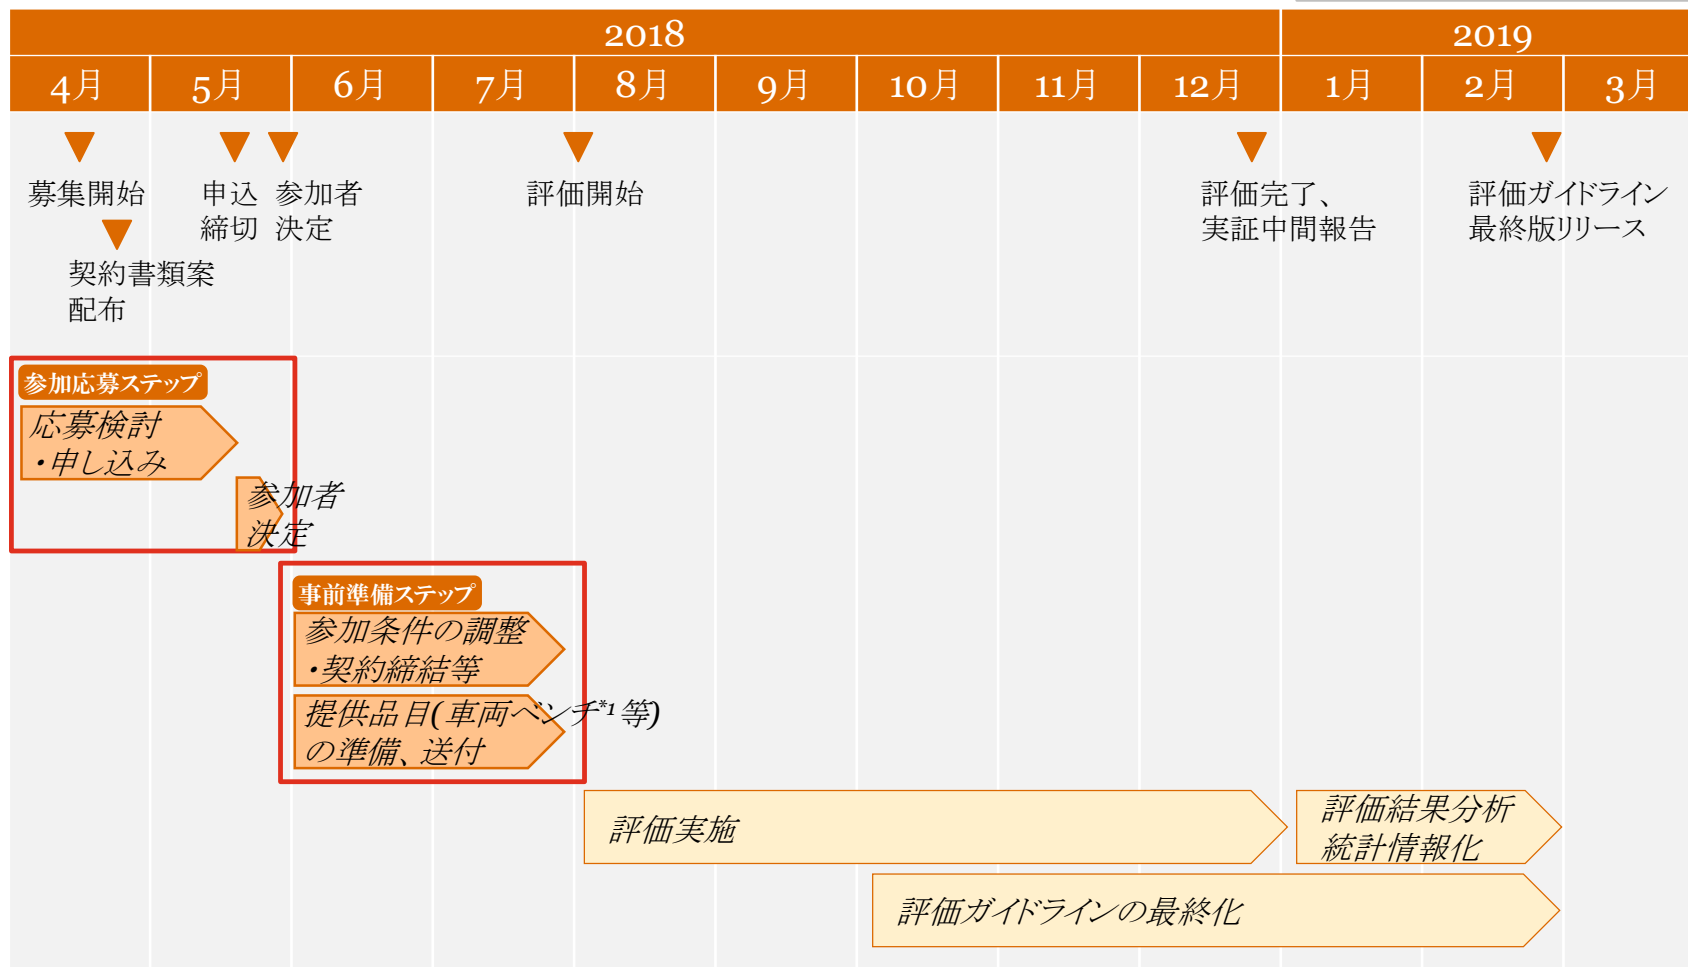 2018
2019
4月
5月
6月
7月
8月
9月
10月
11月
12月
1月
2月
3月
募集開始
契約書類案
配布
申込
締切
参加者
決定
評価開始
評価完了、
実証中間報告
評価ガイドライン
最終版リリース
参加応募ステップ
応募検討
・申し込み
参加者
決定
事前準備ステップ
参加条件の調整
・契約締結等
提供品目(車両ベンチ*1等)
の準備、送付
評価実施
評価結果分析
統計情報化
評価ガイドラインの最終化